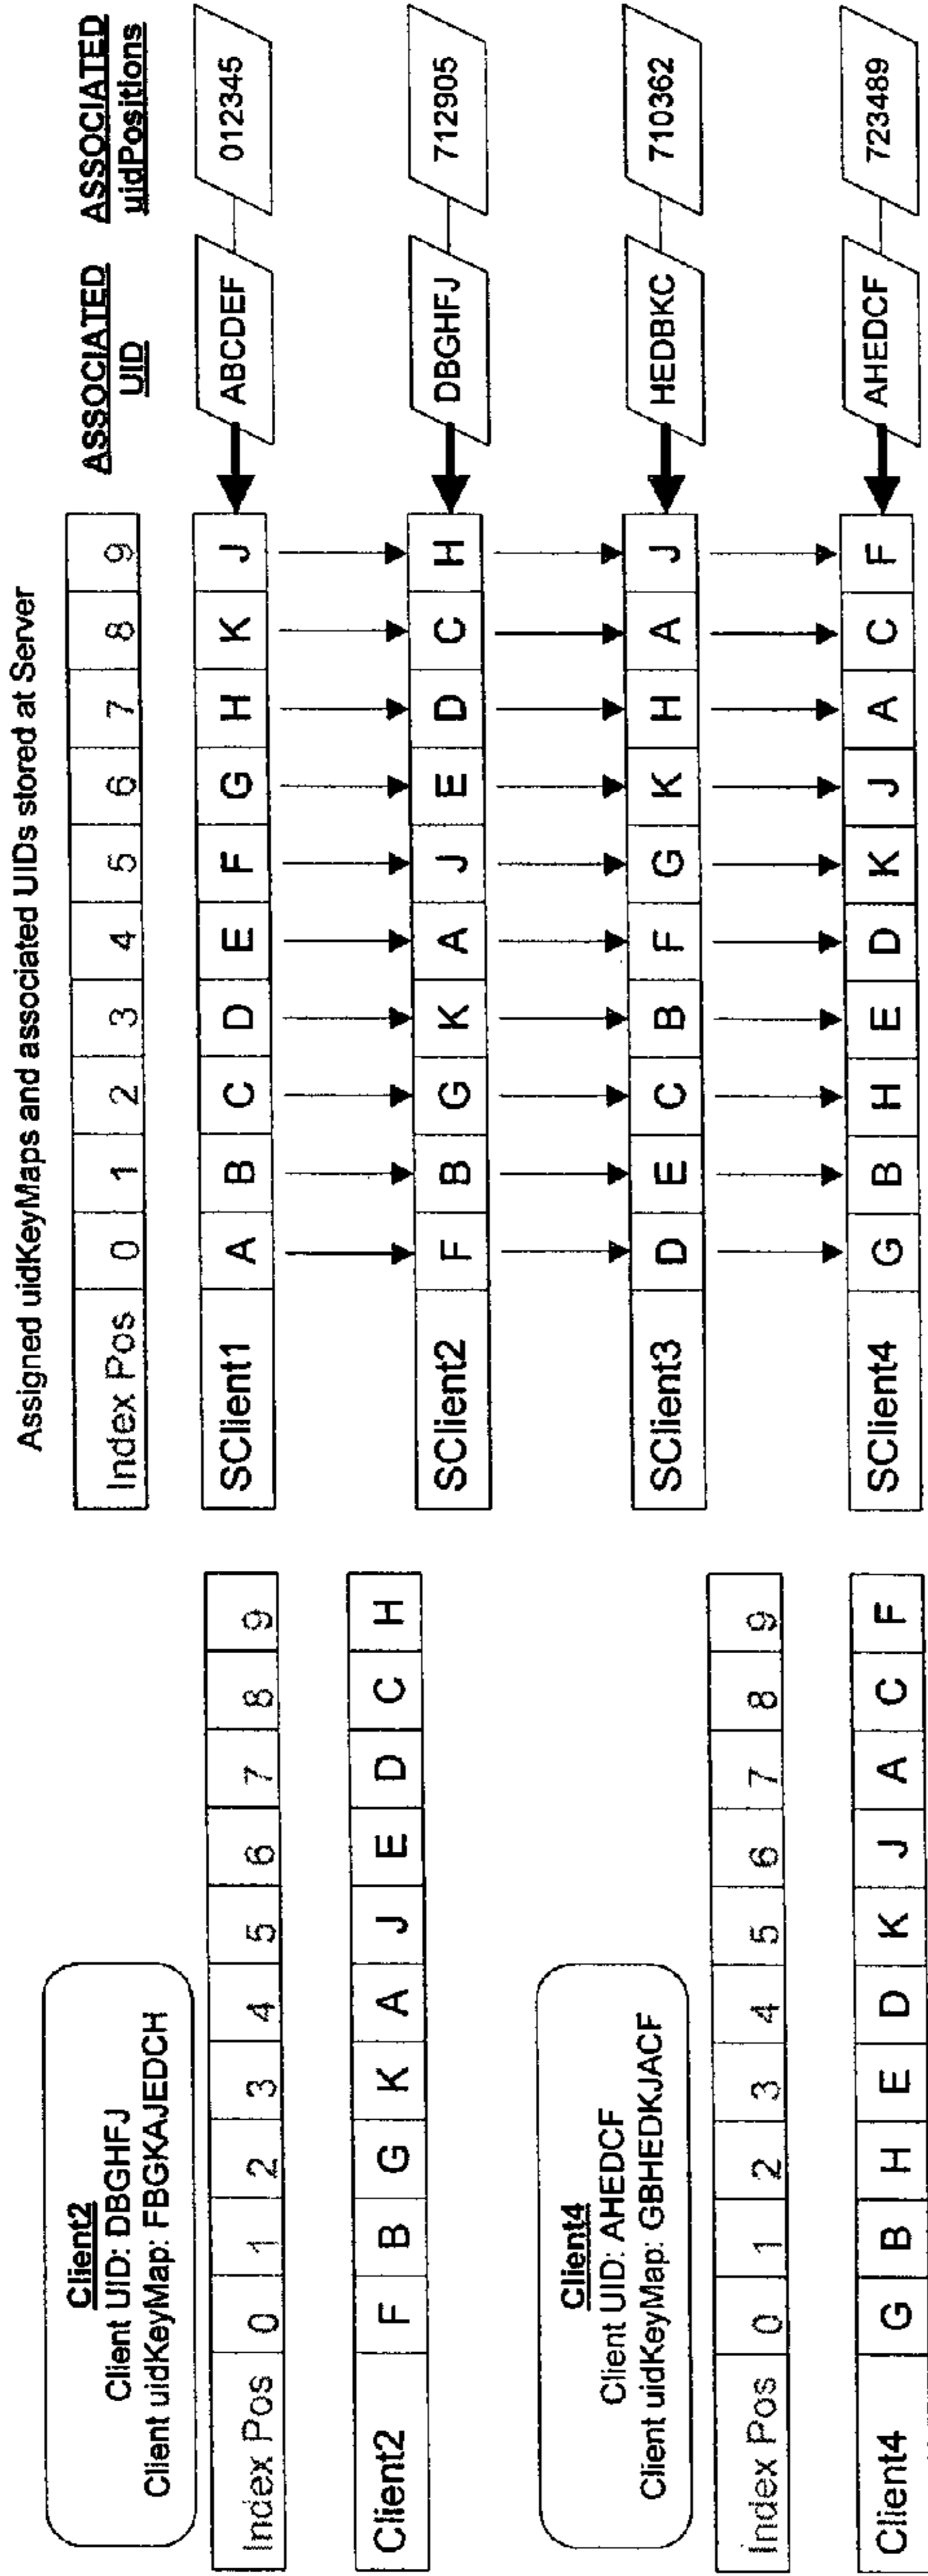 Assigned uidKeyMaps and associated UIDs stored at Server
Index Pos 0 1 2 3 4 5 6 7 8 9
ASSOCIATED UID
ASSOCIATED uidPositions
SClient1 A B C D E F G H K J
ABCDEF
012345
SClient2 F B G K A J E D C H
DBGHFJ
712905
SClient3 D E C B F G K H A J
HEDBKC
710362
SClient4 G B H E D K J A C F
AHEDCF
723489
Client2
Client UID: DBGHFJ
Client uidKeyMap: FBGKAJEDCH
Index Pos 0 1 2 3 4 5 6 7 8 9
Client2 F B G K A J E D C H
Client4
Client UID: AHEDCF
Client uidKeyMap: GBHEDKJACF
Index Pos 0 1 2 3 4 5 6 7 8 9
Client4 G B H E D K J A C F